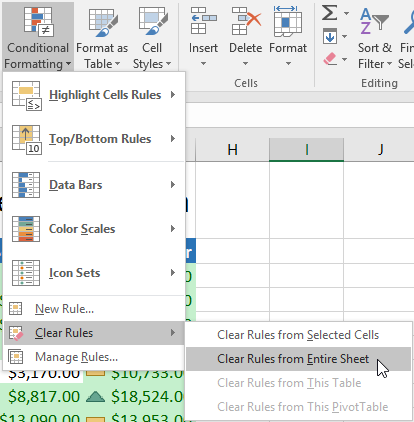 Conditional Formatting
Format as Table
Cell Styles
Insert
Delete
Format
Sort & Filter
Cells
Editing
Highlight Cells Rules
Top/Bottom Rules
10
Data Bars
Color Scales
Icon Sets
New Rule...
Clear Rules
Manage Rules...
H I J
Clear Rules from Selected Cells
Clear Rules from Entire Sheet
Clear Rules from This Table
Clear Rules from This PivotTable
$3,170.00 $10,733.00
$8,817.00 $18,524.00
$13,090.00 $13,953.00